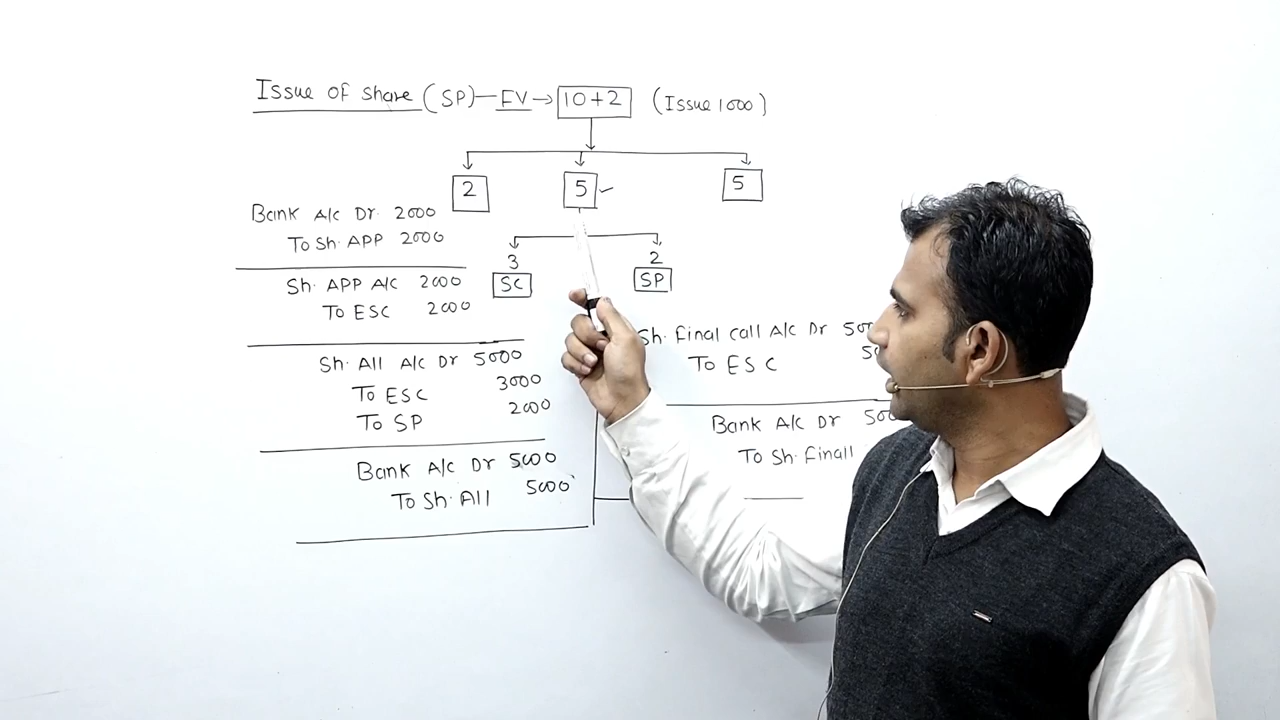 Issue of share (SP) — FV → 10+2 (Issue 1000)
2 5 ✓ 5
Bank A/c Dr. 2000
To Sh. APP 2000
3 2
SC SP
Sh. APP A/c 2000
To ESC 2000
Sh. All A/c Dr 5000
To ESC 3000
To SP 2000
Bank A/c Dr 5000
To Sh. All 5000
Sh. Final call A/c Dr
To ESC
Bank A/c Dr
To Sh. Finall